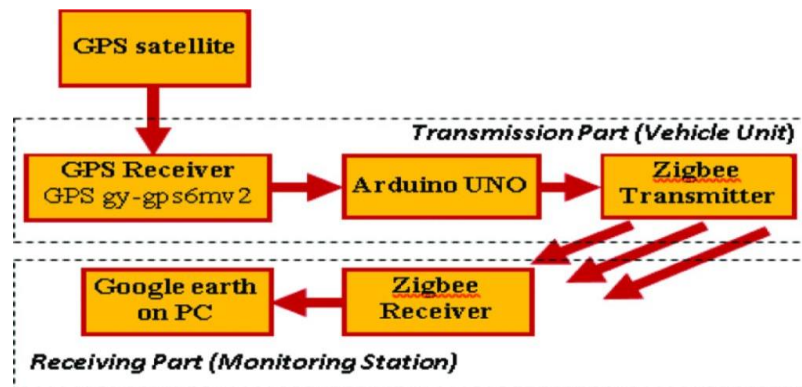 GPS satellite
Transmission Part (Vehicle Unit)
GPS Receiver
GPS gy-gps6mv2
Arduino UNO
Zigbee
Transmitter
Google earth
on PC
Zigbee
Receiver
Receiving Part (Monitoring Station)